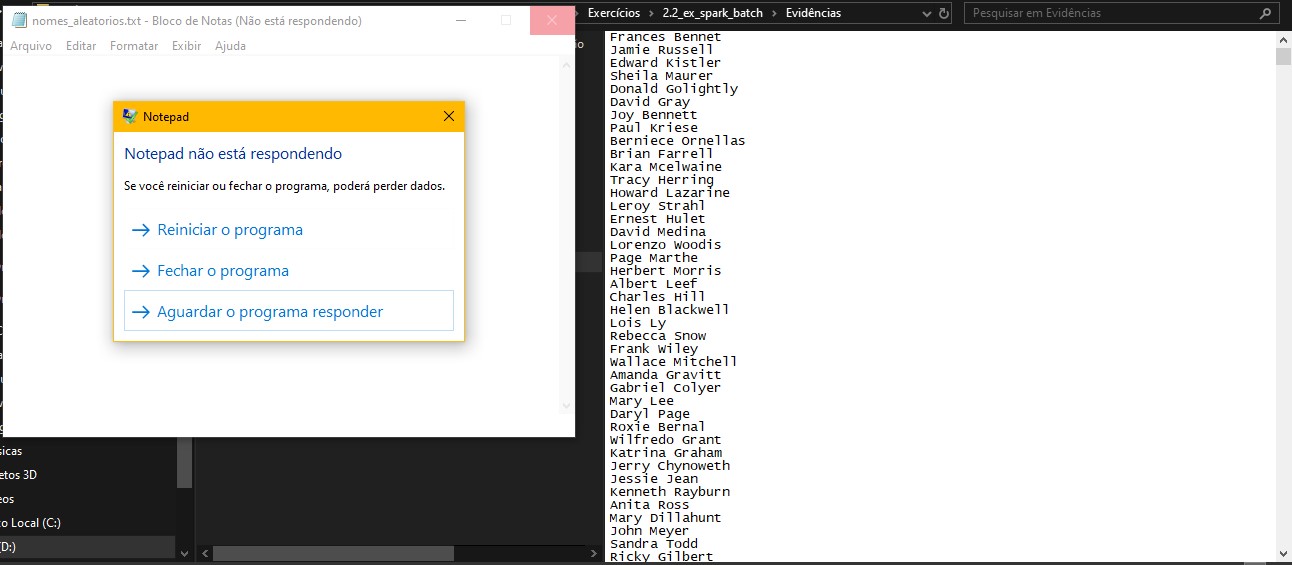 nomes_aleatorios.txt - Bloco de Notas (Não está respondendo)
Arquivo Editar Formatar Exibir Ajuda
Notepad
Notepad não está respondendo
Se você reiniciar ou fechar o programa, poderá perder dados.
Reiniciar o programa
Fechar o programa
Aguardar o programa responder
Exercícios > 2.2_ex_spark_batch > Evidências
Pesquisar em Evidências
Frances Bennet
Jamie Russell
Edward Kistler
Sheila Maurer
Donald Golightly
David Gray
Joy Bennett
Paul Kriese
Berniece Ornellas
Brian Farrell
Kara Mcelwaine
Tracy Herring
Howard Lazarine
Leroy Strahl
Ernest Hulet
David Medina
Lorenzo Woodis
Page Marthe
Herbert Morris
Albert Leef
Charles Hill
Helen Blackwell
Lois Ly
Rebecca Snow
Frank Wiley
Wallace Mitchell
Amanda Gravitt
Gabriel Colyer
Mary Lee
Daryl Page
Roxie Bernal
Wilfredo Grant
Katrina Graham
Jerry Chynoweth
Jessie Jean
Kenneth Rayburn
Anita Ross
Mary Dillahunt
John Meyer
Sandra Todd
Ricky Gilbert
sicas
etos 3D
eos
o Local (C:)
(D:)